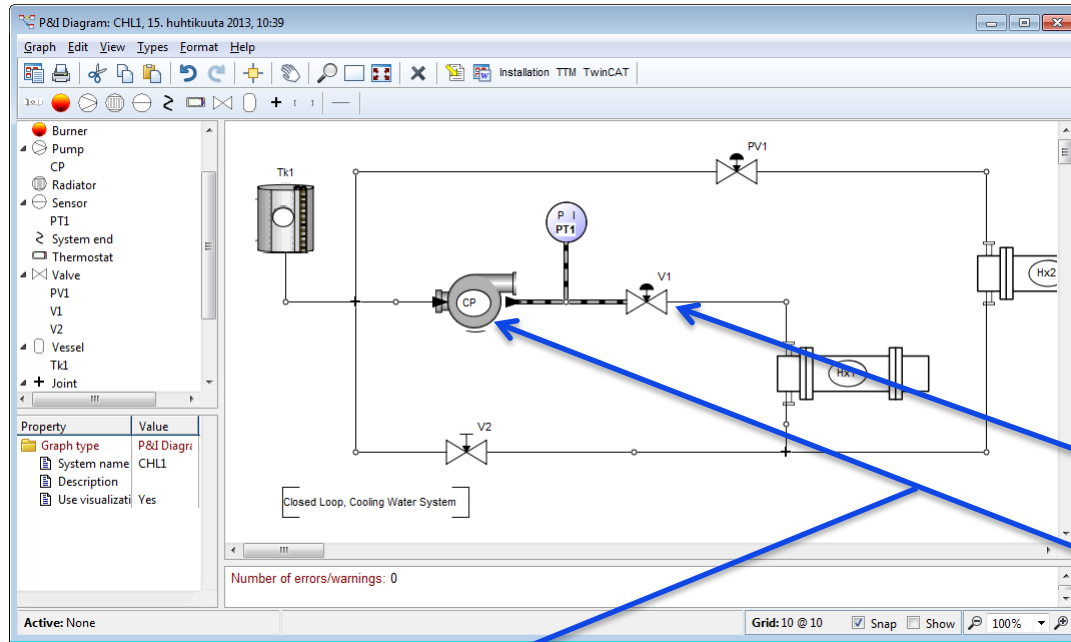 P&I Diagram: CHL1, 15. huhtikuuta 2013, 10:39
Graph Edit View Types Format Help
Installation TTM TwinCAT
Burner
Pump
CP
Radiator
Sensor
PT1
System end
Thermostat
Valve
PV1
V1
V2
Vessel
Tk1
Joint
Property Value
Graph type P&I Diagra
System name CHL1
Description
Use visualizati Yes
PV1
Tk1
P I
PT1
V1
Hx2
CP
Hx1
V2
Closed Loop, Cooling Water System
Number of errors/warnings: 0
Active: None
Grid: 10 @ 10 Snap Show 100%